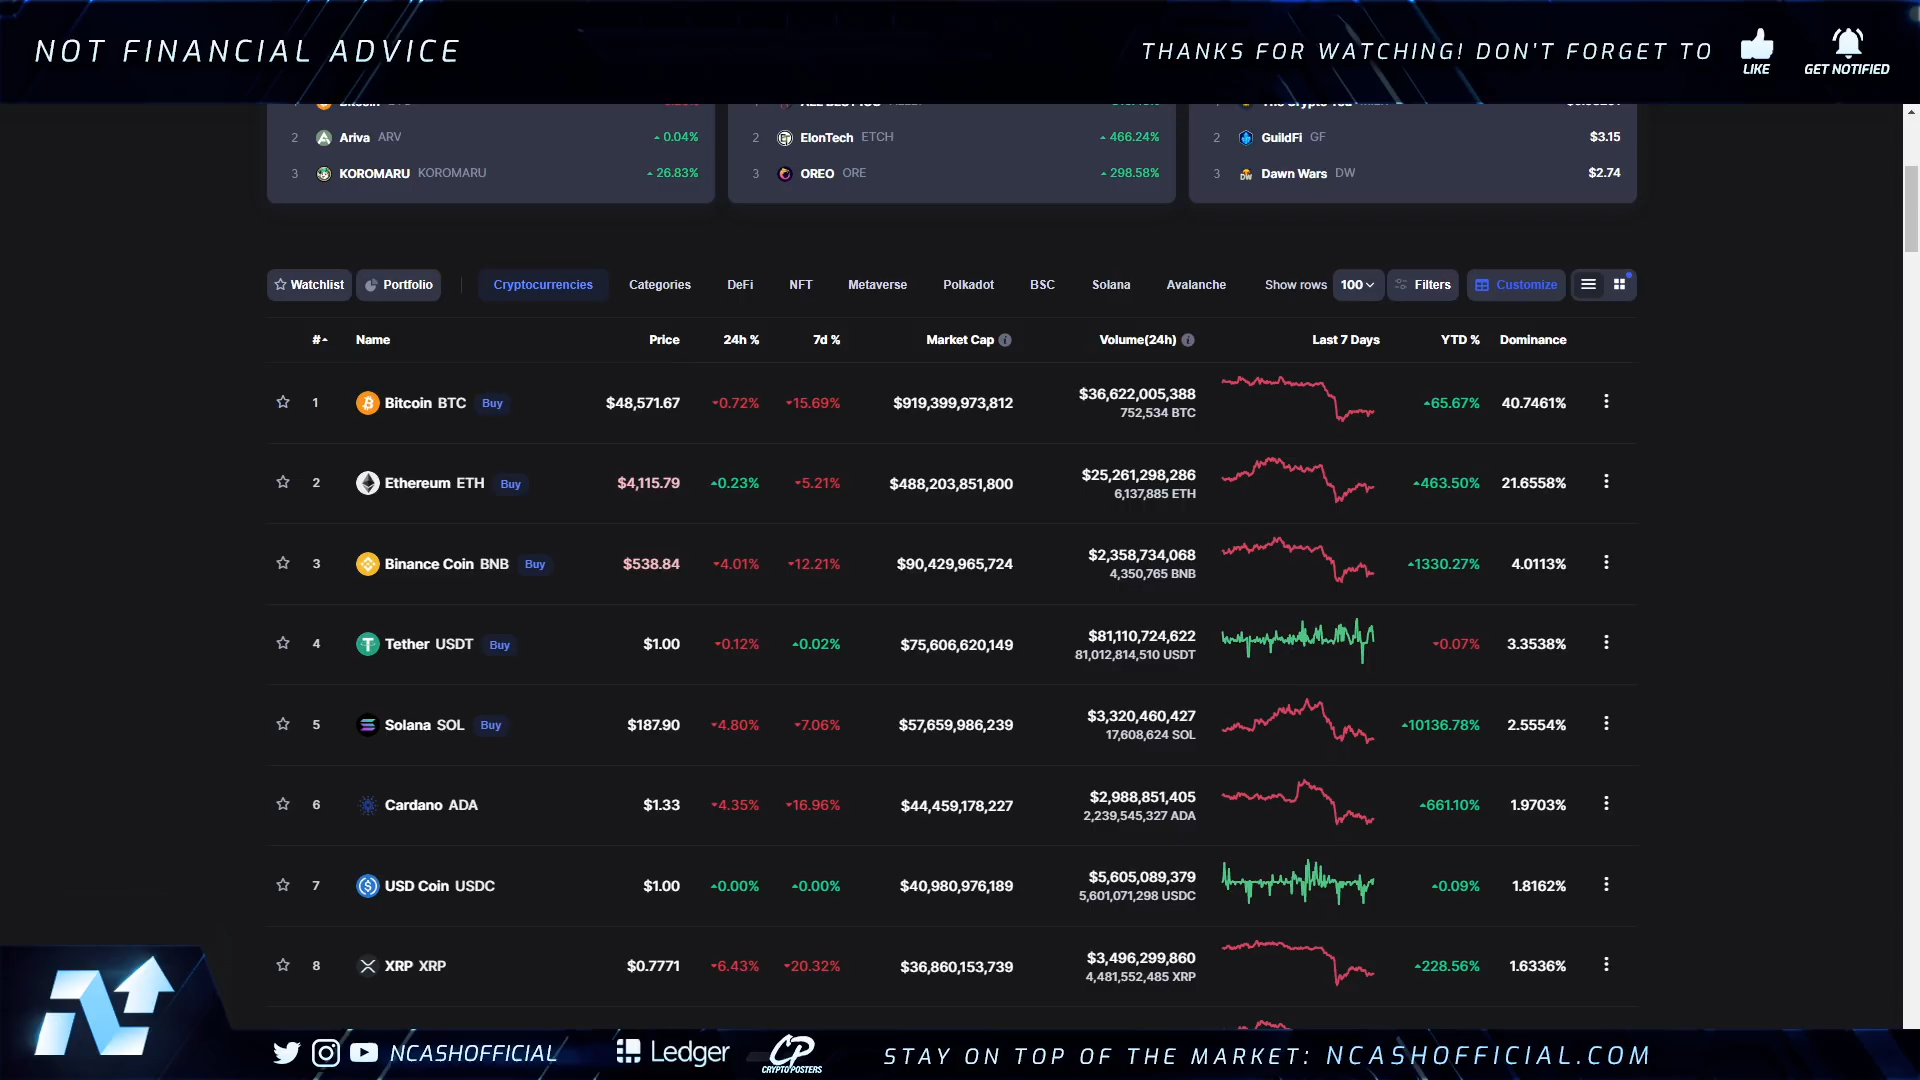 NOT FINANCIAL ADVICE
THANKS FOR WATCHING! DON'T FORGET TO
LIKE
GET NOTIFIED
2 Ariva ARV 0.04%
3 KOROMARU KOROMARU 26.83%
2 ElonTech ETCH 466.24%
3 OREO ORE 298.58%
2 GuildFi GF $3.15
3 Dawn Wars DW $2.74
Watchlist Portfolio Cryptocurrencies Categories DeFi NFT Metaverse Polkadot BSC Solana Avalanche Show rows 100 Filters Customize
# Name Price 24h % 7d % Market Cap Volume(24h) Last 7 Days YTD % Dominance
1 Bitcoin BTC Buy $48,571.67 0.72% 15.69% $919,399,973,812 $36,622,005,388 65.67% 40.7461%
752,534 BTC
2 Ethereum ETH Buy $4,115.79 0.23% 5.21% $488,203,851,800 $25,261,298,286 463.50% 21.6558%
6,137,885 ETH
3 Binance Coin BNB Buy $538.84 4.01% 12.21% $90,429,965,724 $2,358,734,068 1330.27% 4.0113%
4,350,765 BNB
4 Tether USDT Buy $1.00 0.12% 0.02% $75,606,620,149 $81,110,724,622 0.07% 3.3538%
81,012,814,510 USDT
5 Solana SOL Buy $187.90 4.80% 7.06% $57,659,986,239 $3,320,460,427 10136.78% 2.5554%
17,608,624 SOL
6 Cardano ADA $1.33 4.35% 16.96% $44,459,178,227 $2,988,851,405 661.10% 1.9703%
2,239,545,327 ADA
7 USD Coin USDC $1.00 0.00% 0.00% $40,980,976,189 $5,605,089,379 0.09% 1.8162%
5,601,071,298 USDC
8 XRP XRP $0.7771 6.43% 20.32% $36,860,153,739 $3,496,299,860 228.56% 1.6336%
4,481,552,485 XRP
NCASHOFFICIAL
Ledger
CP
CRYPTO POSTERS
STAY ON TOP OF THE MARKET: NCASHOFFICIAL.COM